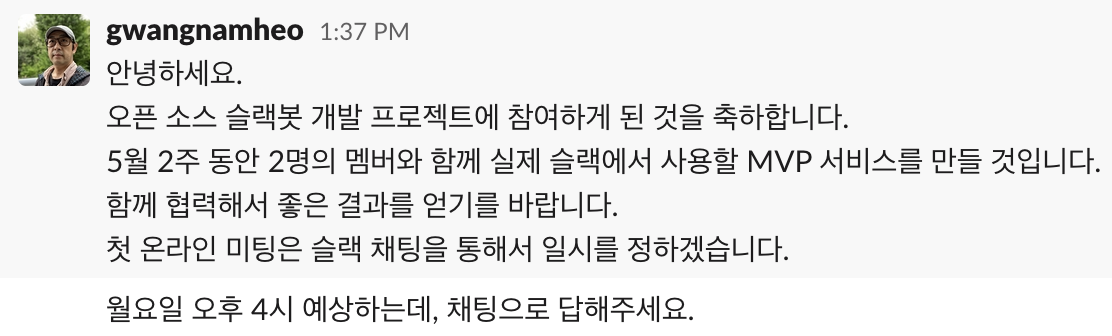 gwangnamheo 1:37 PM
안녕하세요.
오픈 소스 슬랙봇 개발 프로젝트에 참여하게 된 것을 축하합니다.
5월 2주 동안 2명의 멤버와 함께 실제 슬랙에서 사용할 MVP 서비스를 만들 것입니다.
함께 협력해서 좋은 결과를 얻기를 바랍니다.
첫 온라인 미팅은 슬랙 채팅을 통해서 일시를 정하겠습니다.
월요일 오후 4시 예상하는데, 채팅으로 답해주세요.